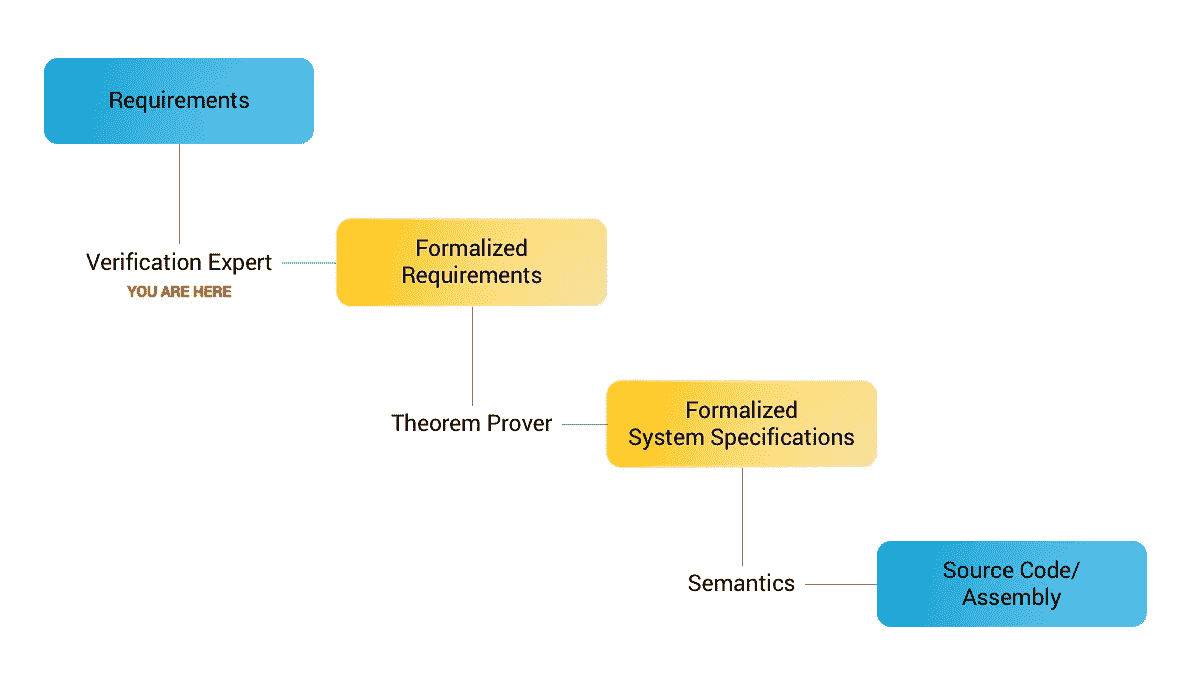 Requirements
Verification Expert
YOU ARE HERE
Formalized
Requirements
Theorem Prover
Formalized
System Specifications
Semantics
Source Code/
Assembly